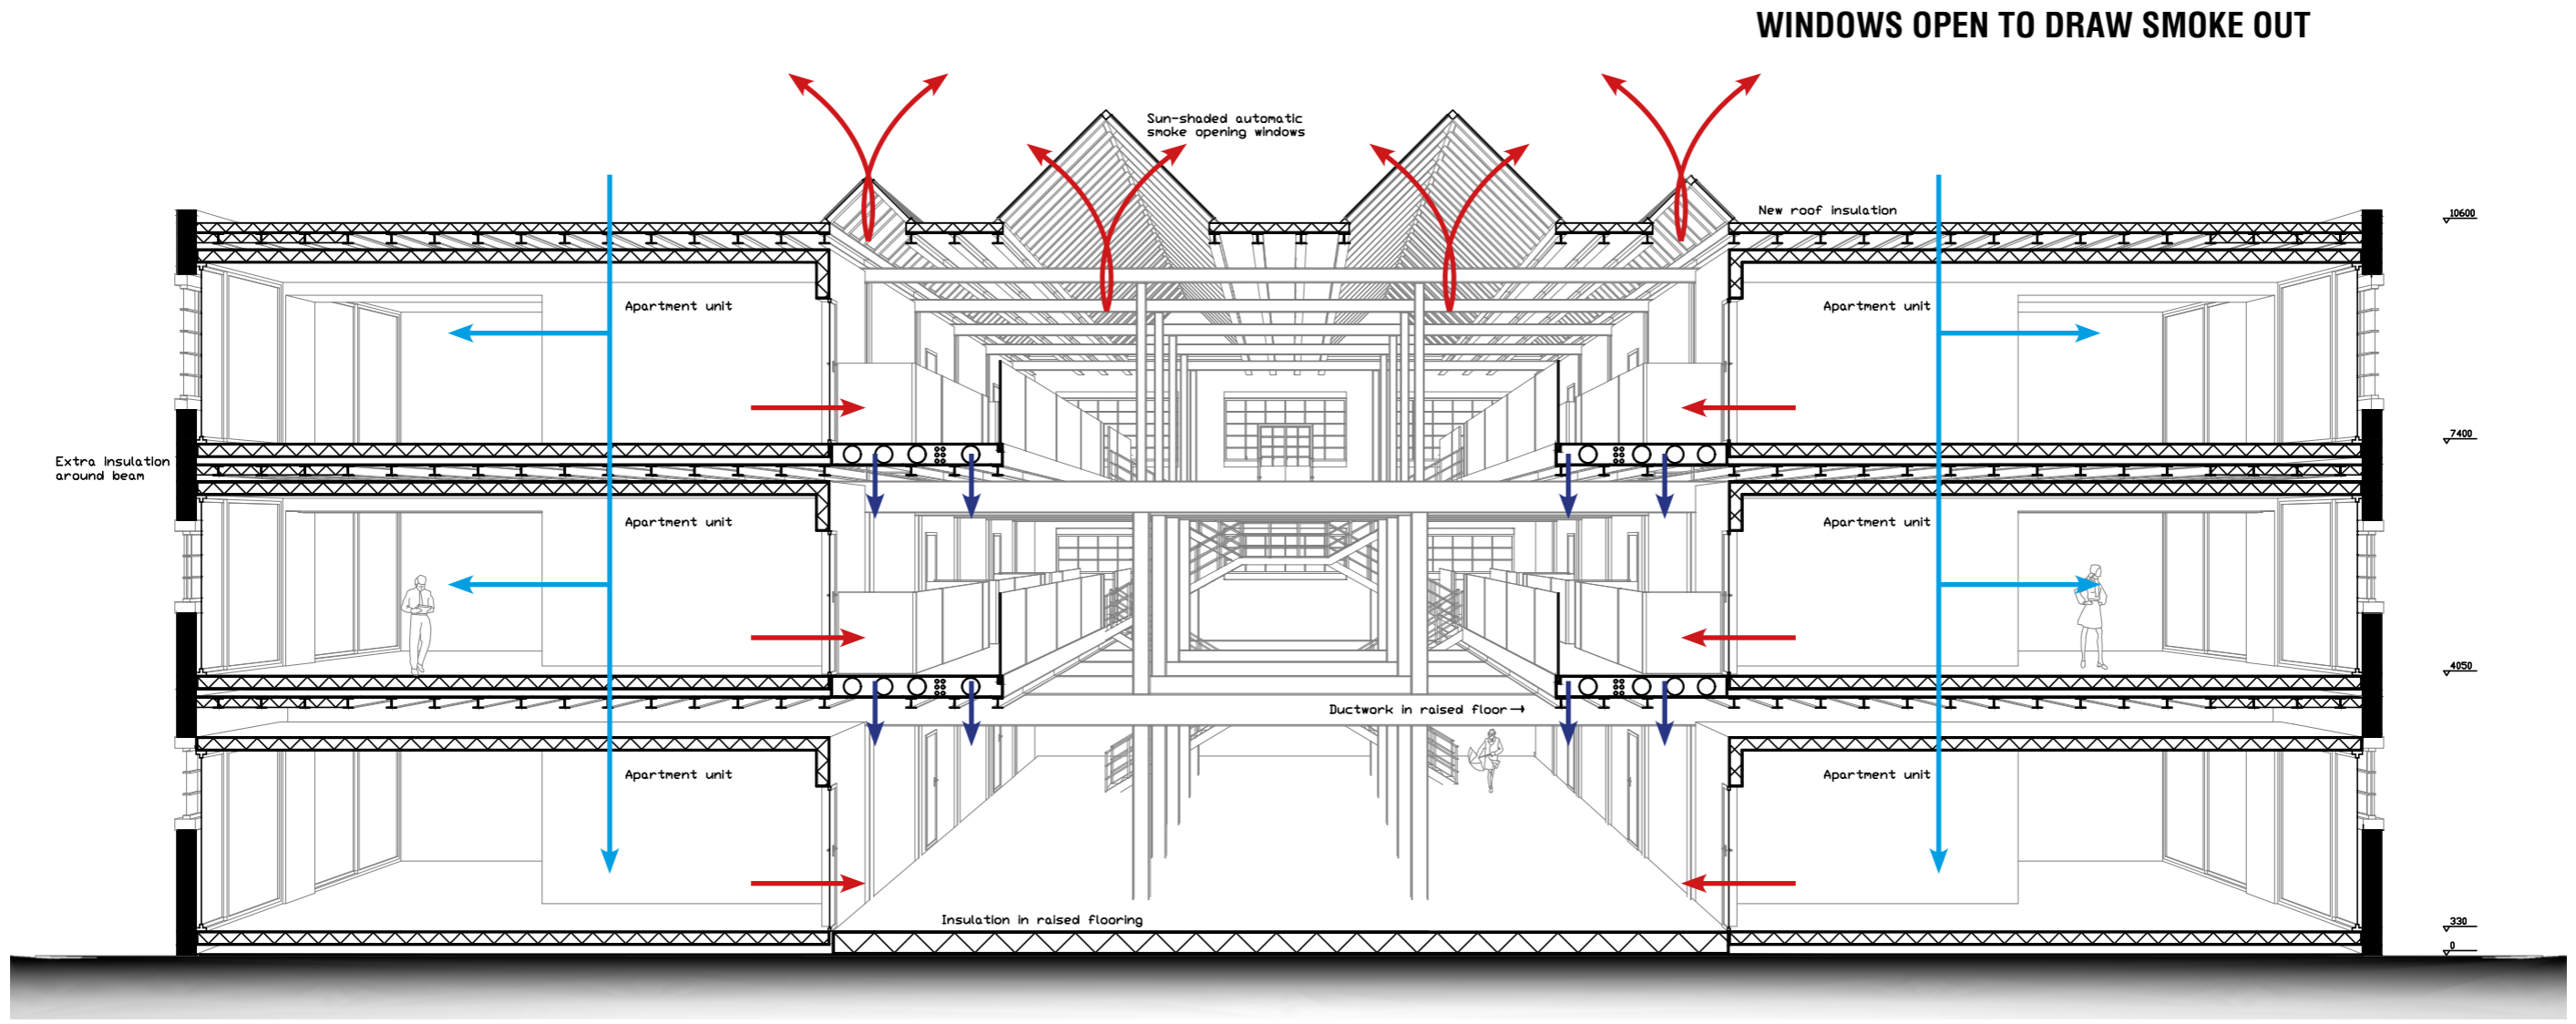 WINDOWS OPEN TO DRAW SMOKE OUT
Sun-shaded automatic
smoke opening windows
New roof insulation
10600
Apartment unit
Apartment unit
7400
Extra insulation
around beam
Apartment unit
Apartment unit
4050
Ductwork in raised floor
Apartment unit
Apartment unit
Insulation in raised flooring
330
0